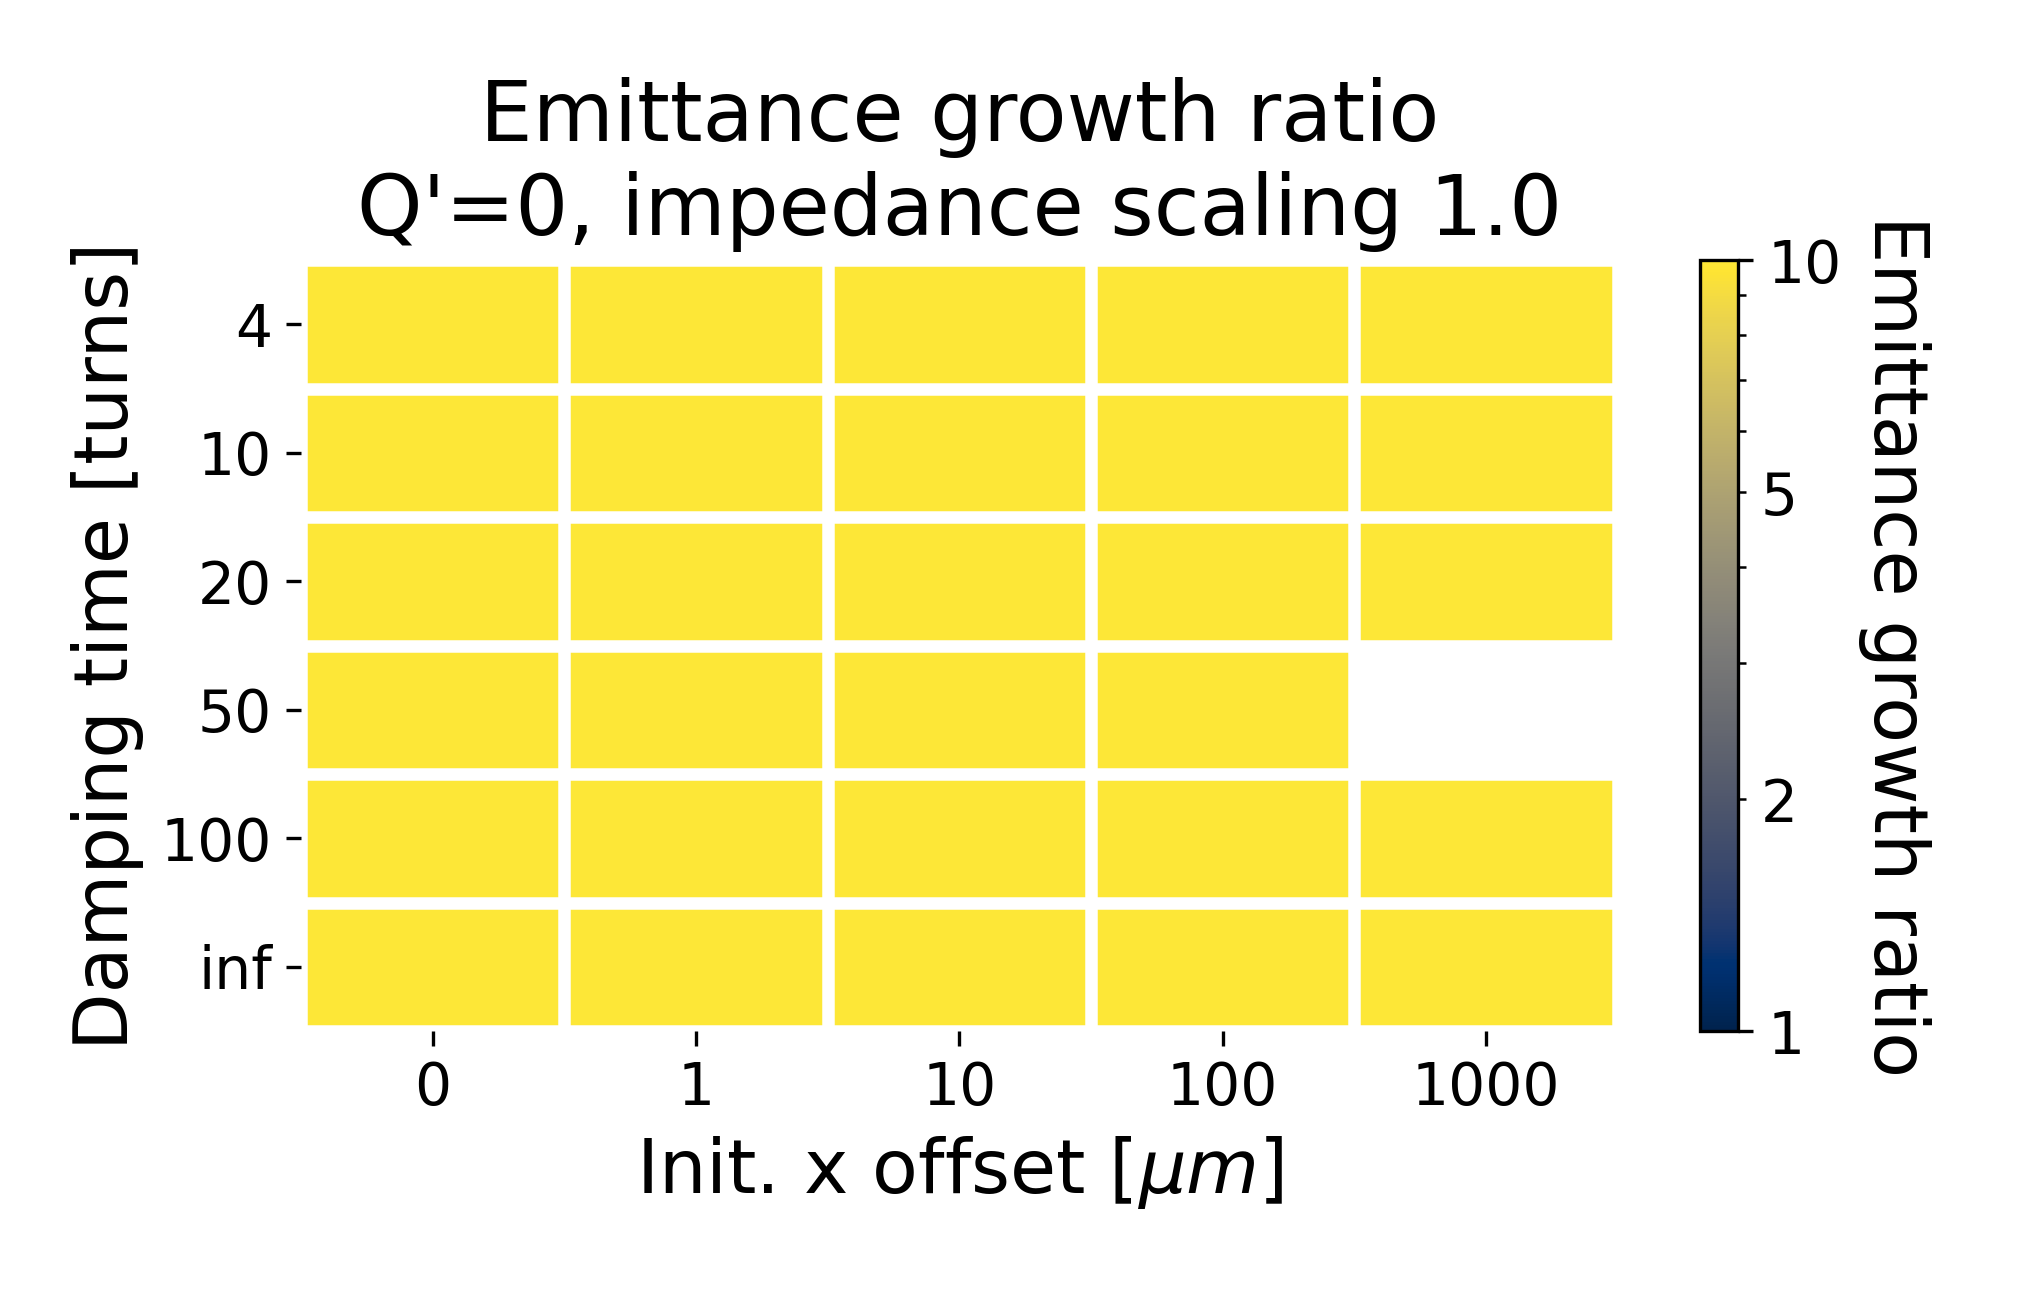 Emittance growth ratio
Q'=0, impedance scaling 1.0
Damping time [turns]
4
10
20
50
100
inf
0 1 10 100 1000
Init. x offset [μm]
10
5
2
1
Emittance growth ratio